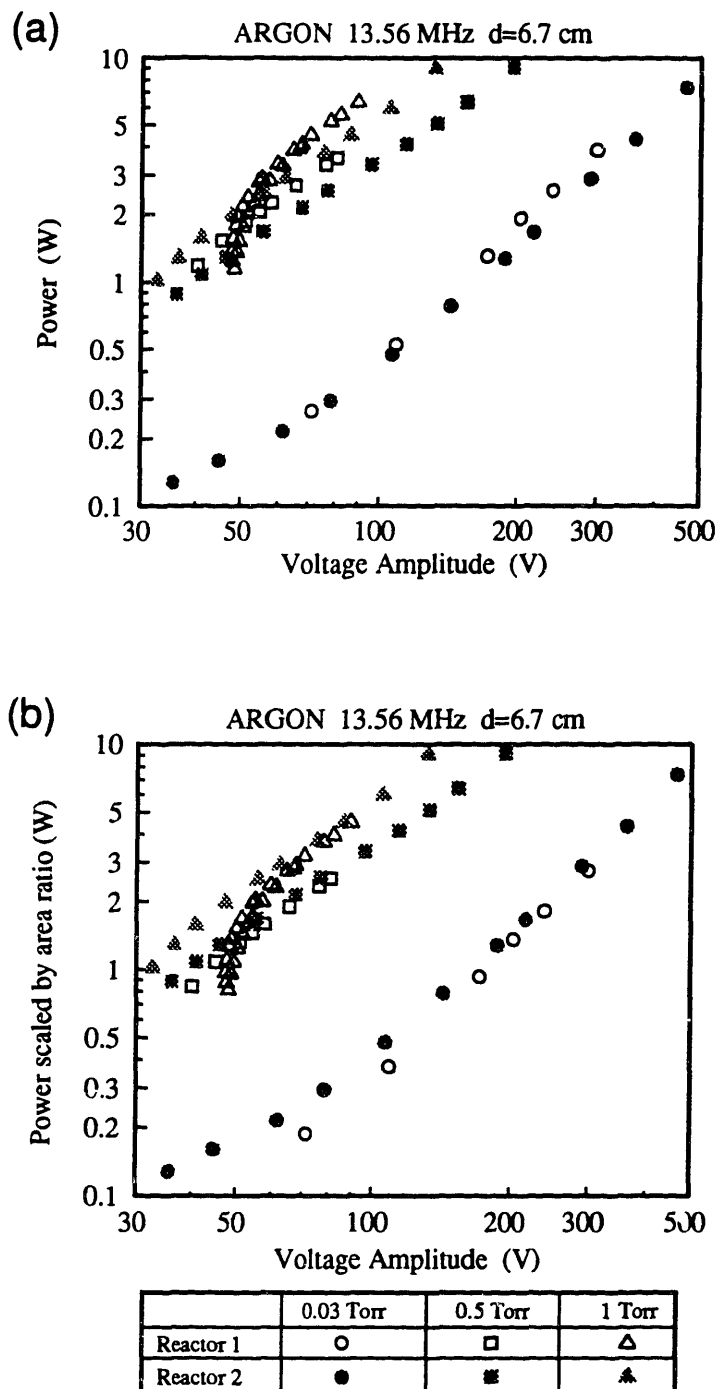 (a)
ARGON 13.56 MHz d=6.7 cm
10
5
3
2
1
0.5
0.3
0.2
0.1
Power (W)
30 50 100 200 300 500
Voltage Amplitude (V)
(b)
ARGON 13.56 MHz d=6.7 cm
10
5
3
2
1
0.5
0.3
0.2
0.1
Power scaled by area ratio (W)
30 50 100 200 300 500
Voltage Amplitude (V)
0.03 Torr 0.5 Torr 1 Torr
Reactor 1
Reactor 2